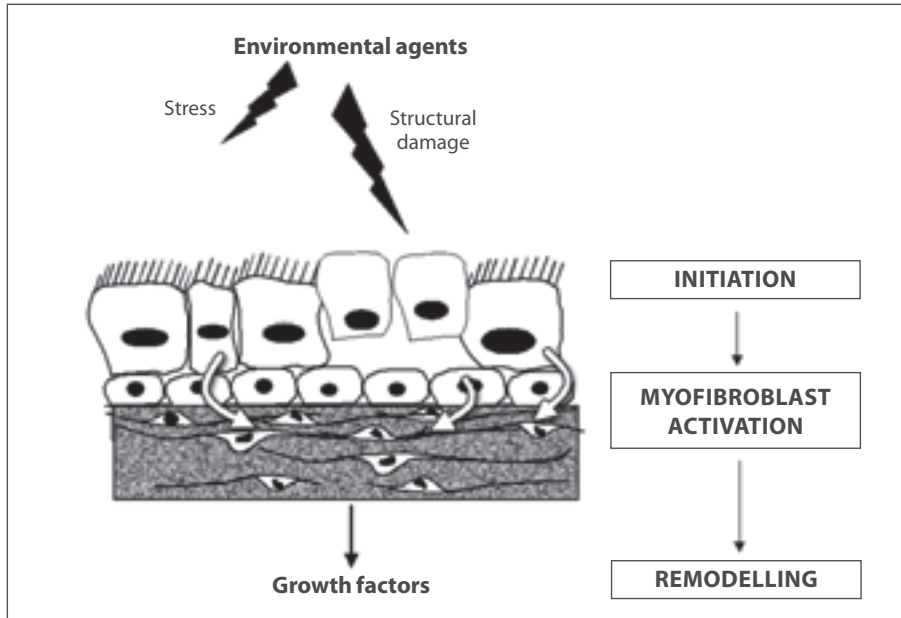 Environmental agents
Stress
Structural
damage
INITIATION
MYOFIBROBLAST
ACTIVATION
Growth factors
REMODELLING